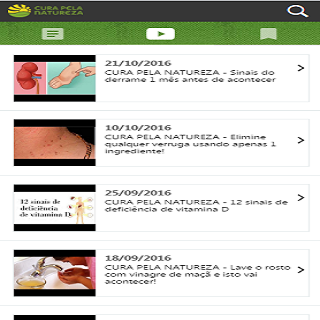 CURA PELA
NATUREZA
21/10/2016
CURA PELA NATUREZA - Sinais do
derrame 1 mês antes de acontecer
>
10/10/2016
CURA PELA NATUREZA - Elimine
qualquer verruga usando apenas 1
ingrediente!
>
25/09/2016
CURA PELA NATUREZA - 12 sinais de
deficiência de vitamina D
>
12 sinais de
deficiência
de vitamina D
18/09/2016
CURA PELA NATUREZA - Lave o rosto
com vinagre de maçã e isto vai
acontecer!
>